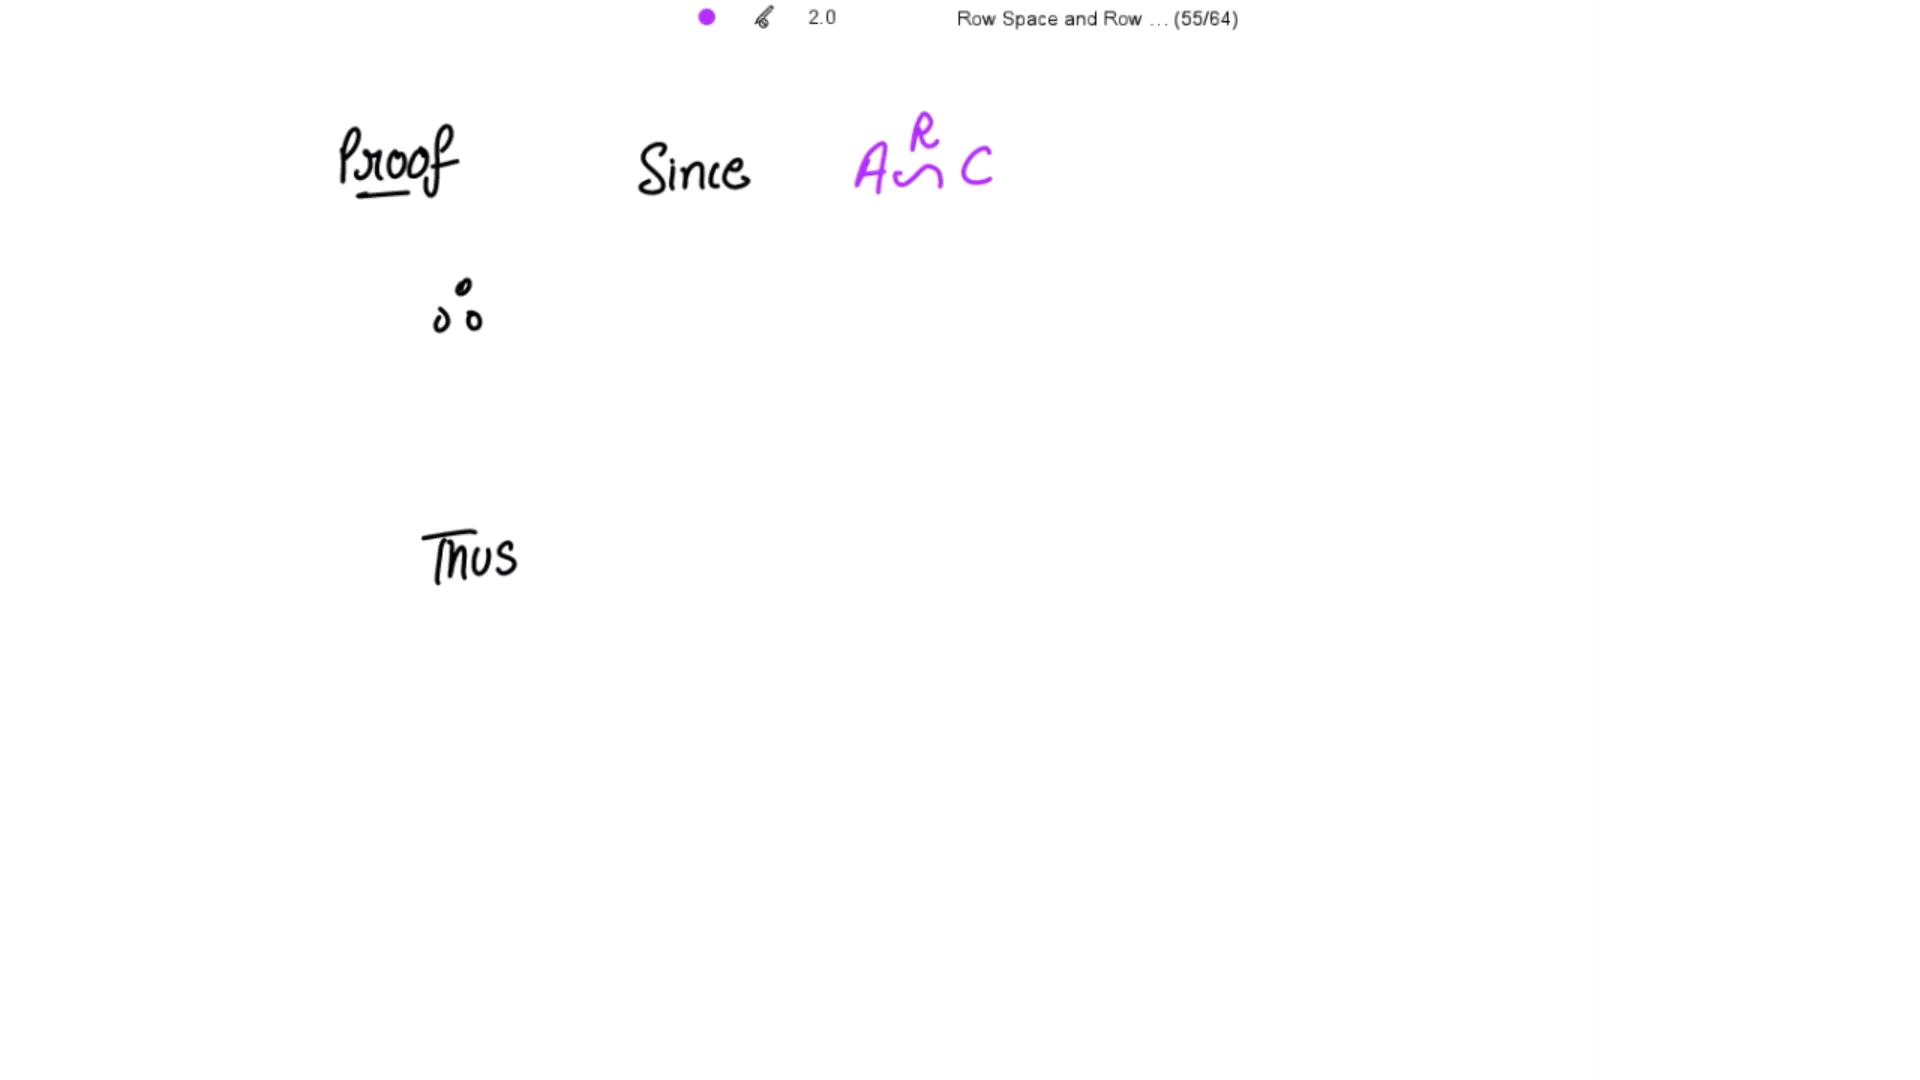 2.0 Row Space and Row ... (55/64)
Proof Since A R~ C
∴
Thus